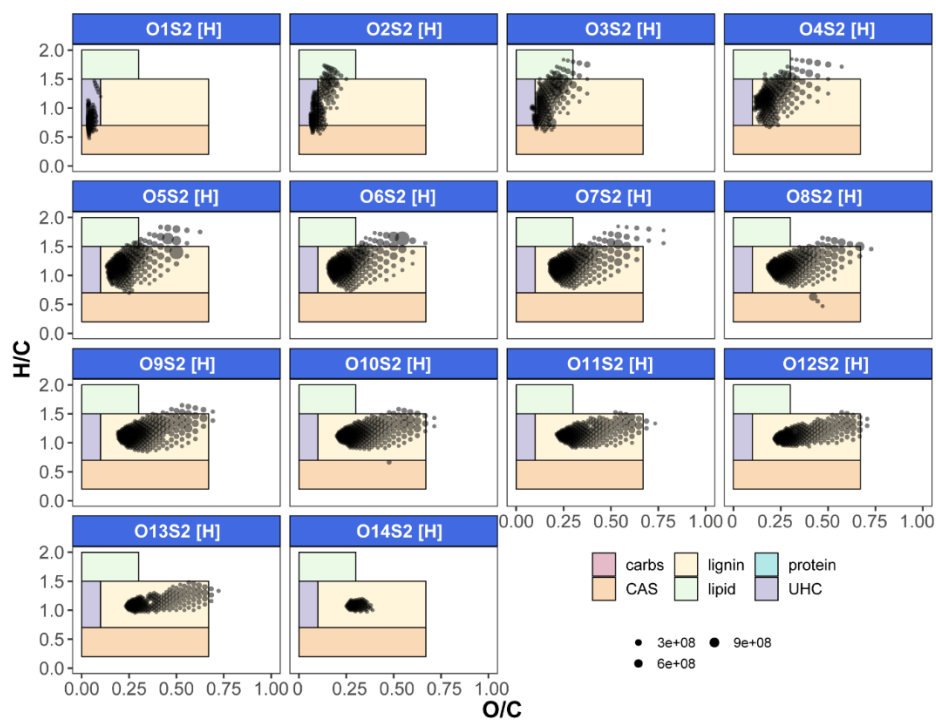 O1S2 [H] O2S2 [H] O3S2 [H] O4S2 [H]
2.0
1.5
1.0
0.5
0.0
O5S2 [H] O6S2 [H] O7S2 [H] O8S2 [H]
2.0
1.5
1.0
0.5
0.0
H/C
O9S2 [H] O10S2 [H] O11S2 [H] O12S2 [H]
2.0
1.5
1.0
0.5
0.0
0.00 0.25 0.50 0.75 1.00 0 0.25 0.50 0.75 1.00
O13S2 [H] O14S2 [H]
2.0
1.5
1.0
0.5
0.0
carbs lignin protein
CAS lipid UHC
3e+08 9e+08
6e+08
0.00 0.25 0.50 0.75 1.00 0 0.25 0.50 0.75 1.00
O/C